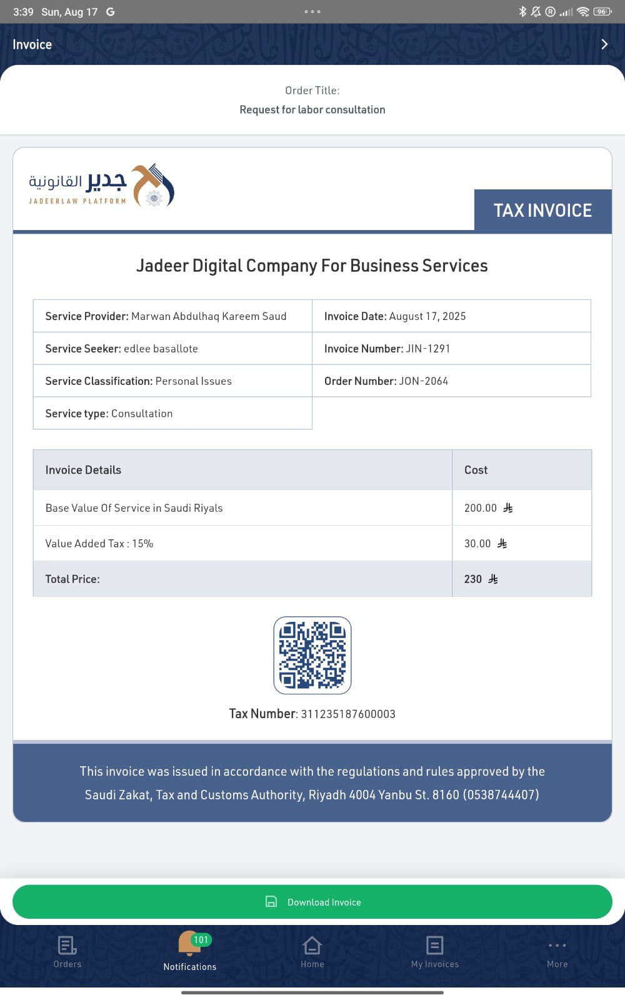 3:39 Sun, Aug 17 G
R 96
Invoice
Order Title:
Request for labor consultation
جدير القانونية
JADEERLAW PLATFORM
TAX INVOICE
Jadeer Digital Company For Business Services
Service Provider: Marwan Abdulhaq Kareem Saud
Invoice Date: August 17, 2025
Service Seeker: edlee basallote
Invoice Number: JIN-1291
Service Classification: Personal Issues
Order Number: JON-2064
Service type: Consultation
Invoice Details Cost
Base Value Of Service in Saudi Riyals 200.00
Value Added Tax : 15% 30.00
Total Price: 230
Tax Number: 311235187600003
This invoice was issued in accordance with the regulations and rules approved by the
Saudi Zakat, Tax and Customs Authority, Riyadh 4004 Yanbu St. 8160 (0538744407)
Download Invoice
101
Orders Notifications Home My Invoices More